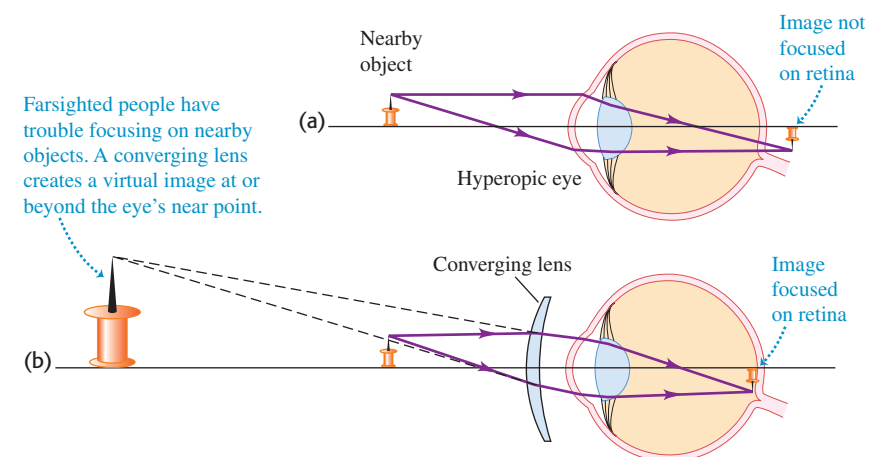 Nearby
object
Image not
focused
on retina
Farsighted people have
trouble focusing on nearby
objects. A converging lens
creates a virtual image at or
beyond the eye’s near point.
(a)
Hyperopic eye
Converging lens
Image
focused
on retina
(b)